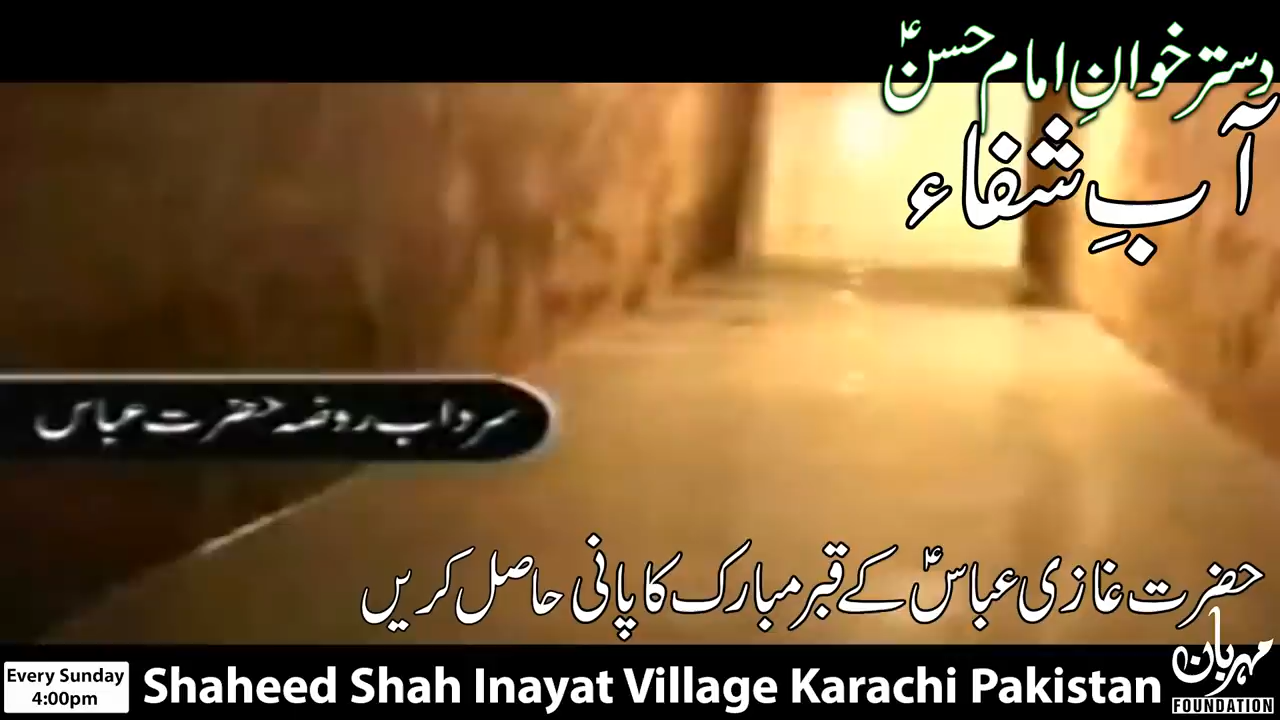 دسترخوانِ امام حسنؑ
آبِ شفاء
سرداب روضہ حضرت عباس
حضرت غازی عباسؑ کے قبر مبارک کا پانی حاصل کریں
Every Sunday
4:00pm
Shaheed Shah Inayat Village Karachi Pakistan
مہربان
FOUNDATION